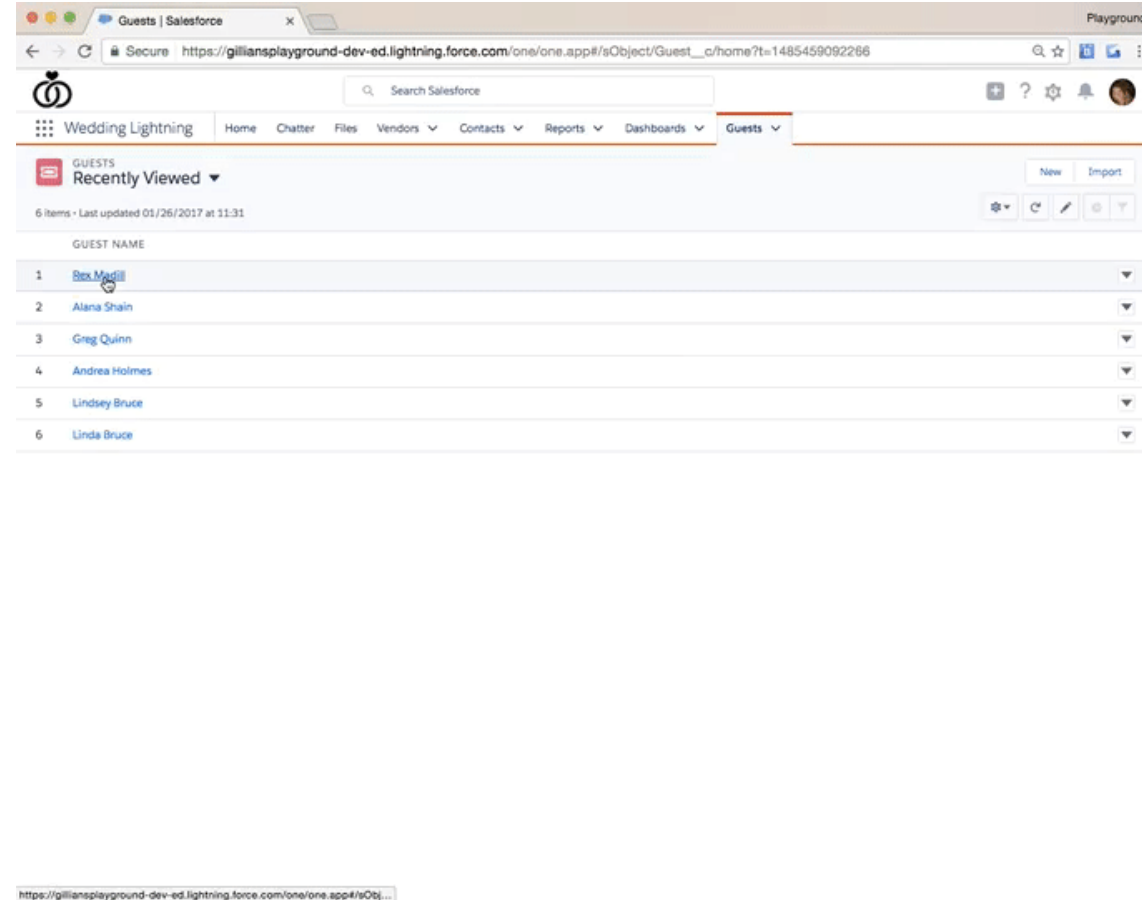 Guests | Salesforce
Playground
Secure https://gilliansplayground-dev-ed.lightning.force.com/one/one.app#/sObject/Guest__c/home?t=1485459092266
Search Salesforce
Wedding Lightning Home Chatter Files Vendors Contacts Reports Dashboards Guests
GUESTS
Recently Viewed
New Import
6 items • Last updated 01/26/2017 at 11:31
GUEST NAME
1 Rex Madill
2 Alana Shain
3 Greg Quinn
4 Andrea Holmes
5 Lindsey Bruce
6 Linda Bruce
https://gilliansplayground-dev-ed.lightning.force.com/one/one.app#/sObj...